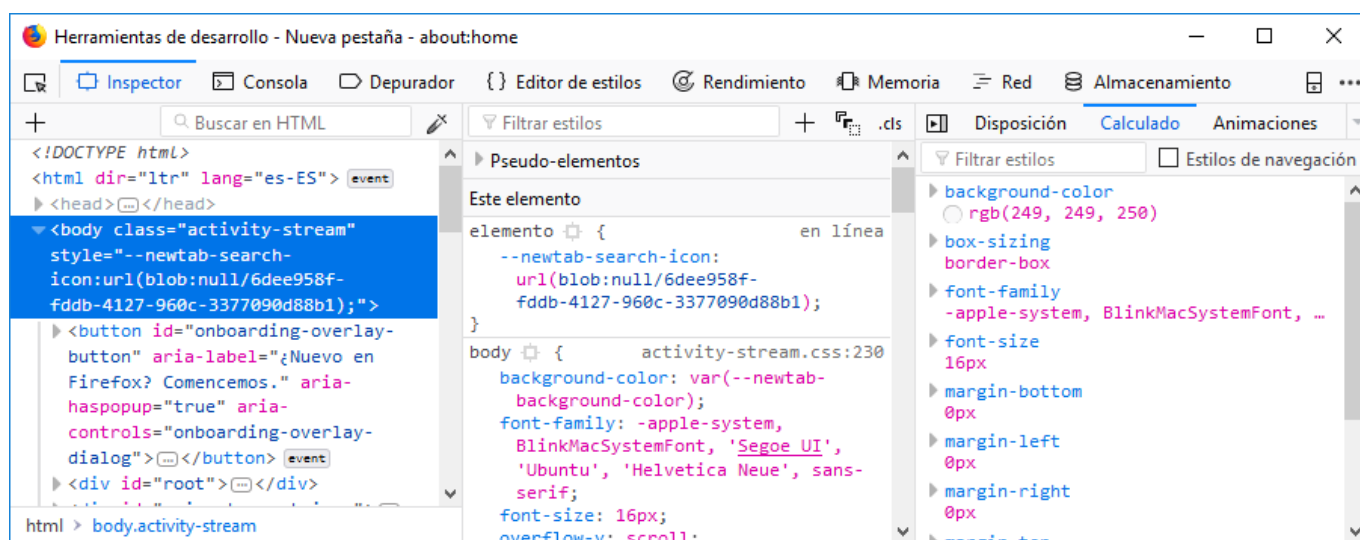 Herramientas de desarrollo - Nueva pestaña - about:home
Inspector Consola Depurador { } Editor de estilos Rendimiento Memoria Red Almacenamiento
+ Buscar en HTML
<!DOCTYPE html>
<html dir="ltr" lang="es-ES"> event
<head>…</head>
<body class="activity-stream"
style="--newtab-search-
icon:url(blob:null/6dee958f-
fddb-4127-960c-3377090d88b1);">
<button id="onboarding-overlay-
button" aria-label="¿Nuevo en
Firefox? Comencemos." aria-
haspopup="true" aria-
controls="onboarding-overlay-
dialog">…</button> event
<div id="root">…</div>
html > body.activity-stream
Filtrar estilos + .cls
Pseudo-elementos
Este elemento
elemento { en línea
--newtab-search-icon:
url(blob:null/6dee958f-
fddb-4127-960c-3377090d88b1);
}
body { activity-stream.css:230
background-color: var(--newtab-
background-color);
font-family: -apple-system,
BlinkMacSystemFont, 'Segoe UI',
'Ubuntu', 'Helvetica Neue', sans-
serif;
font-size: 16px;
overflow-y: scroll;
Disposición Calculado Animaciones
Filtrar estilos Estilos de navegación
background-color
rgb(249, 249, 250)
box-sizing
border-box
font-family
-apple-system, BlinkMacSystemFont, …
font-size
16px
margin-bottom
0px
margin-left
0px
margin-right
0px
margin-top